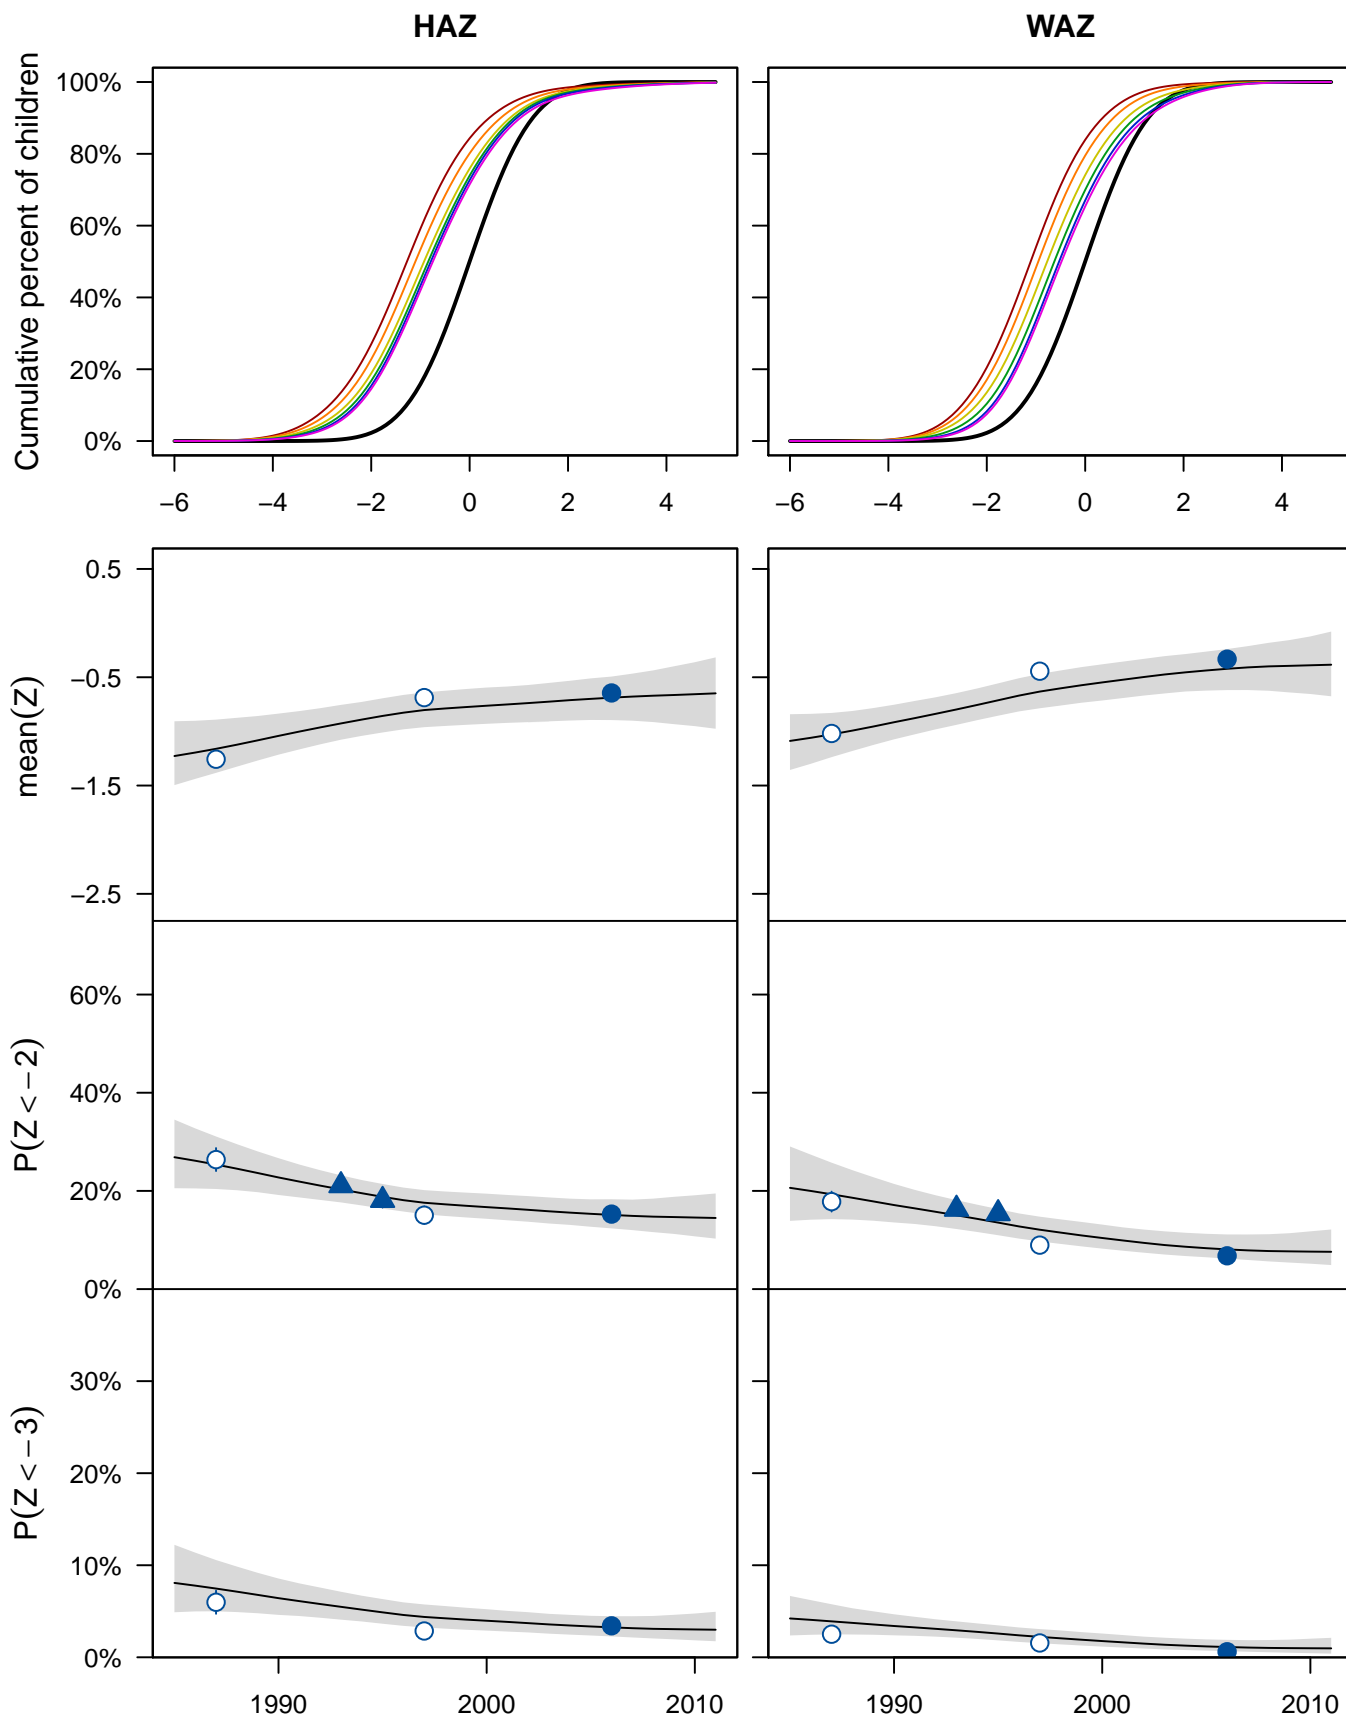 HAZ WAZ
Cumulative percent of children
100%
80%
60%
40%
20%
0%
−6 −4 −2 0 2 4 −6 −4 −2 0 2 4
mean(Z)
0.5
−0.5
−1.5
−2.5
P(Z < −2)
60%
40%
20%
0%
P(Z < −3)
30%
20%
10%
0%
1990 2000 2010 1990 2000 2010